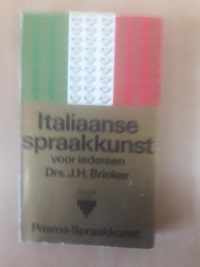 Italiaanse
spraakkunst
voor iedereen
Drs. J.H. Brinker
Prisma-Spraakkunst